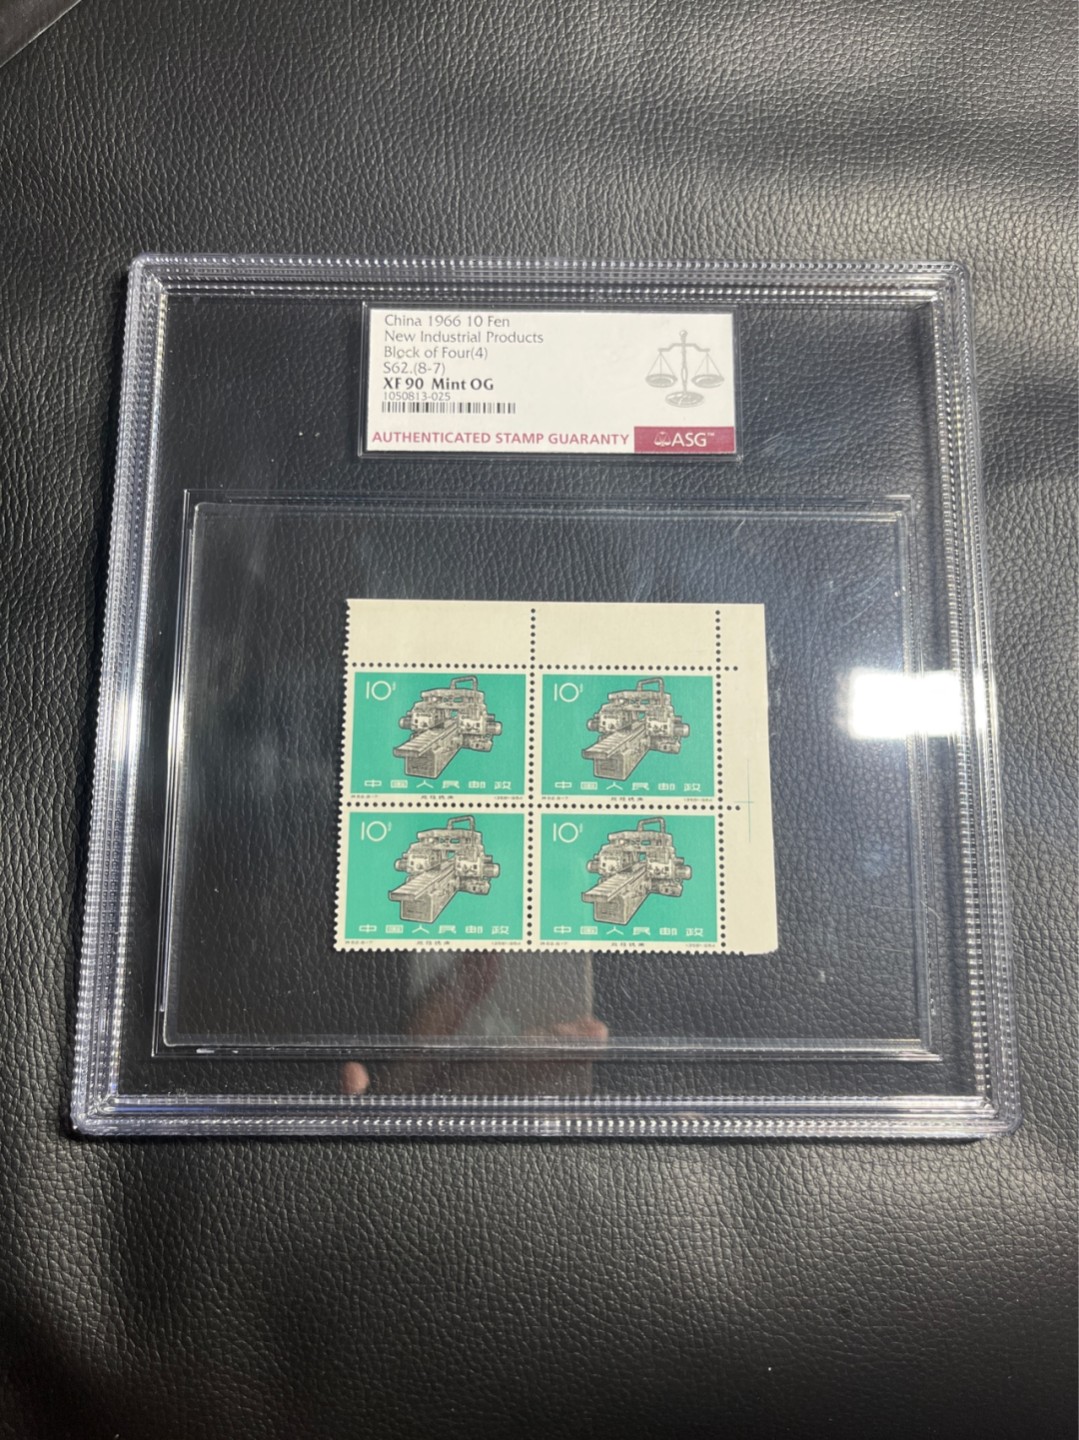 China 1966 10 Fen
New Industrial Products
Block of Four(4)
S62.(8-7)
XF 90 Mint OG
1050813-025
AUTHENTICATED STAMP GUARANTY ASG™
10分 10分
中国人民邮政 中国人民邮政
10分 10分
中国人民邮政 中国人民邮政